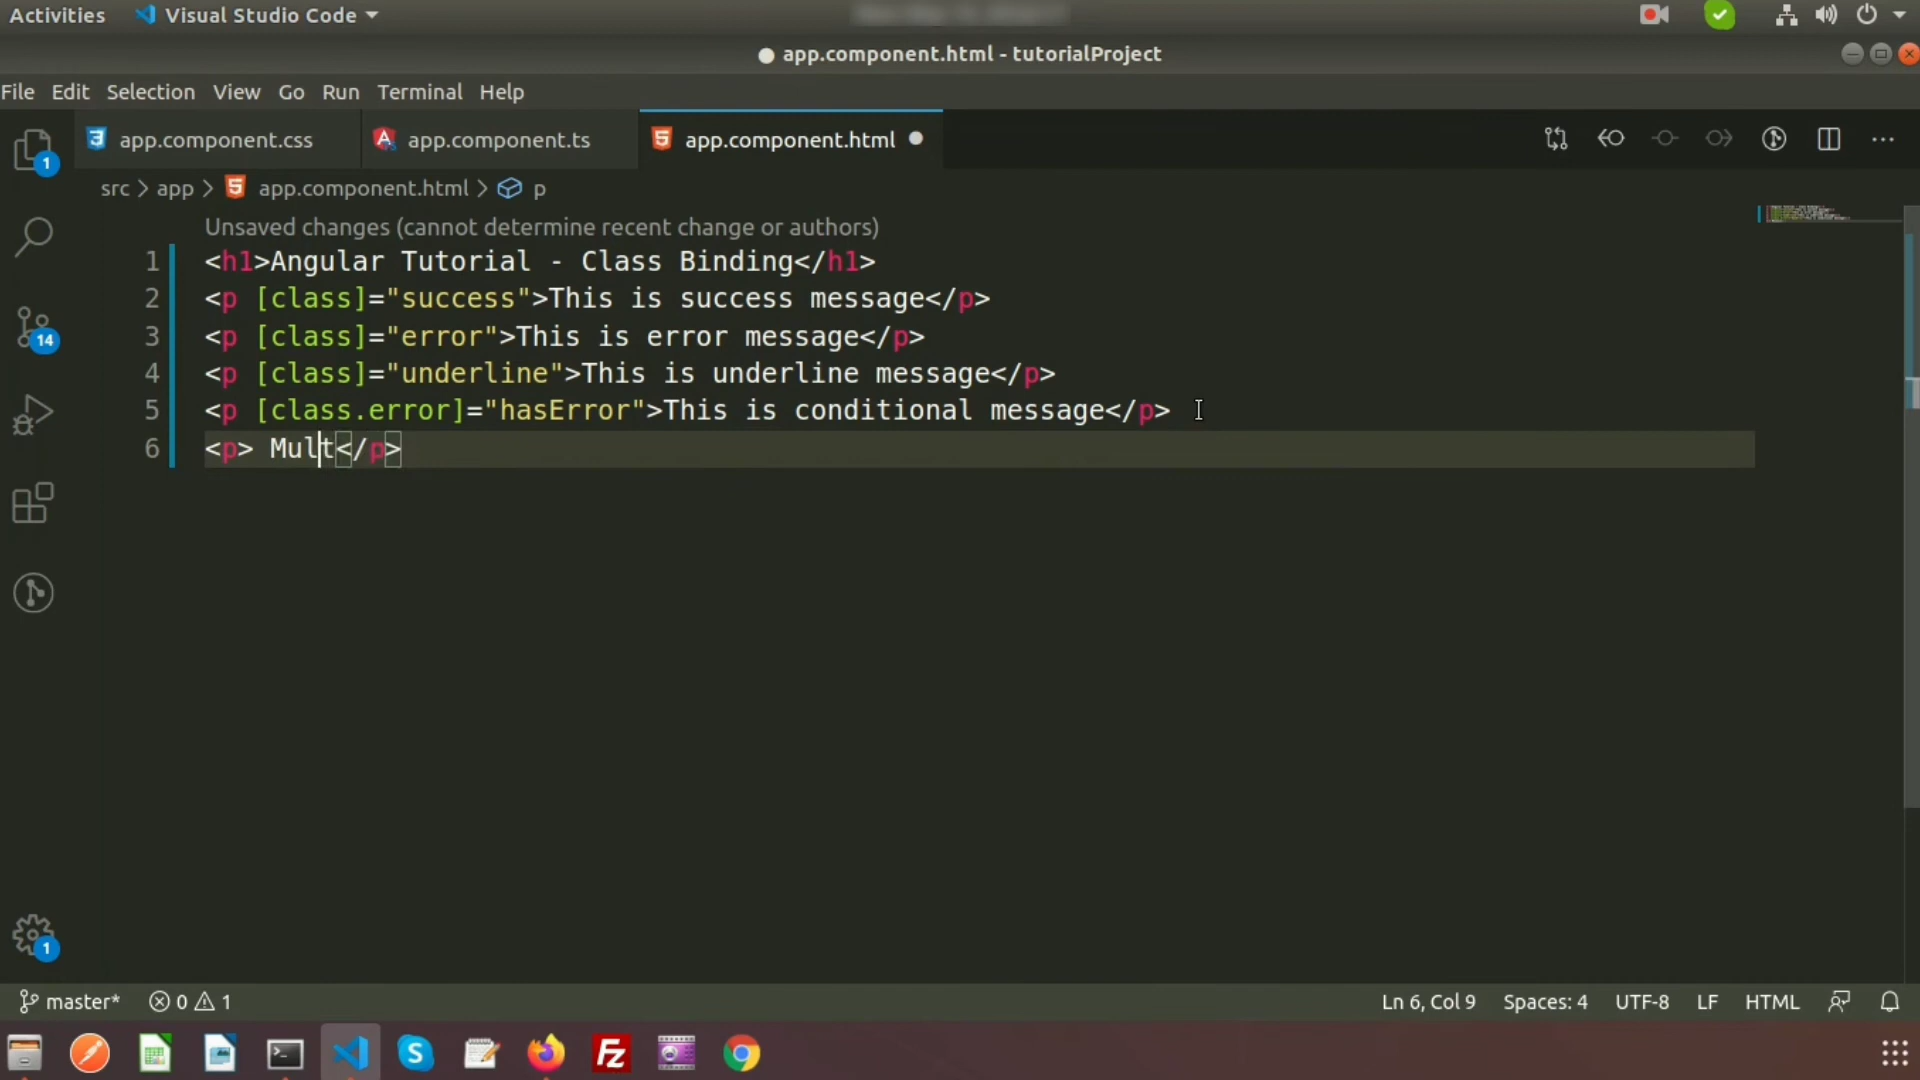 Activities Visual Studio Code
app.component.html - tutorialProject
File Edit Selection View Go Run Terminal Help
app.component.css app.component.ts app.component.html
src > app > app.component.html > p
Unsaved changes (cannot determine recent change or authors)
1 <h1>Angular Tutorial - Class Binding</h1>
2 <p [class]="success">This is success message</p>
3 <p [class]="error">This is error message</p>
4 <p [class]="underline">This is underline message</p>
5 <p [class.error]="hasError">This is conditional message</p>
6 <p> Mult</p>
1
14
1
master* 0 1 Ln 6, Col 9 Spaces: 4 UTF-8 LF HTML